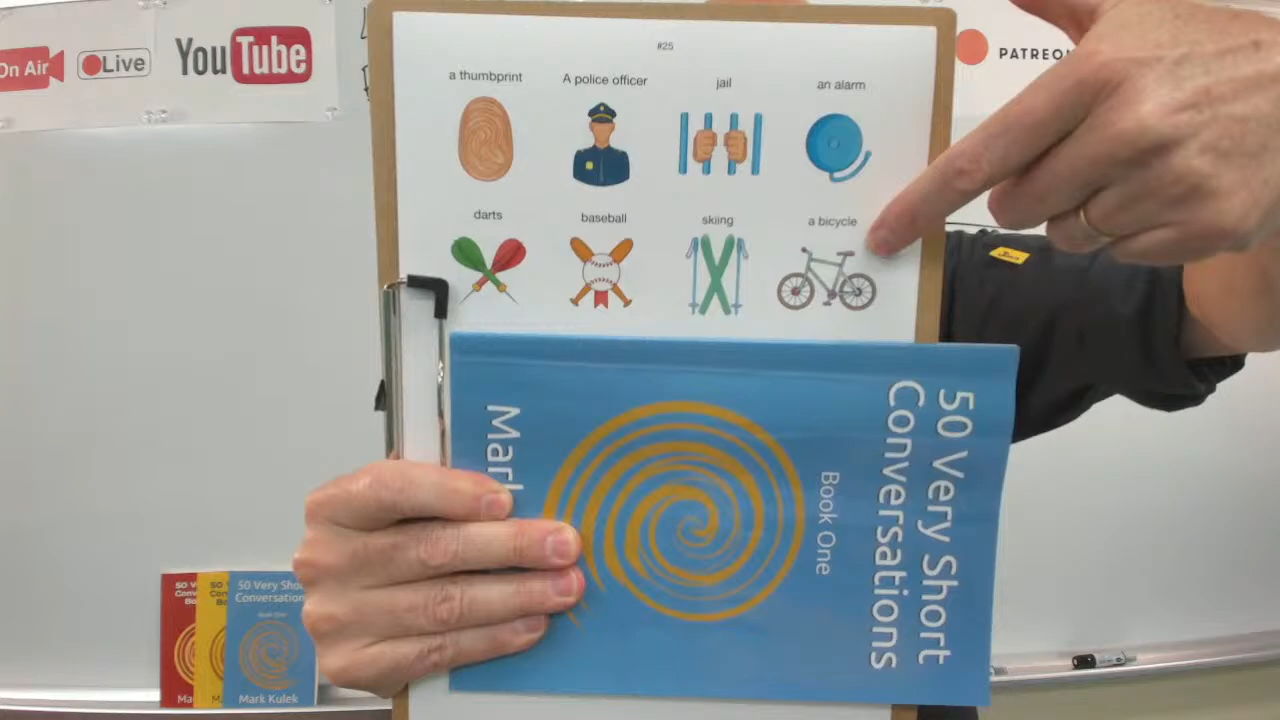 On Air
Live
YouTube
PATREON
#25
a thumbprint
A police officer
jail
an alarm
darts
baseball
skiing
a bicycle
50 Very Short
Conversations
Book One
Mark
50 Very Short
Conversations
Book One
Mark Kulek